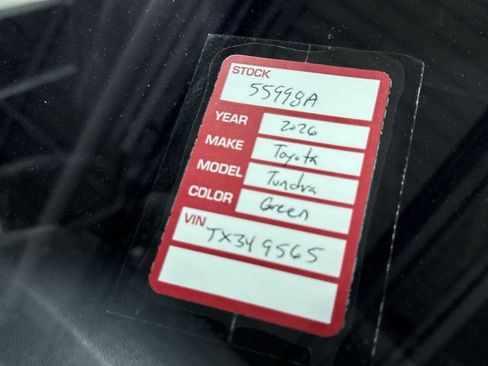 STOCK
55998A
YEAR 2026
MAKE Toyota
MODEL Tundra
COLOR Green
VIN TX349565